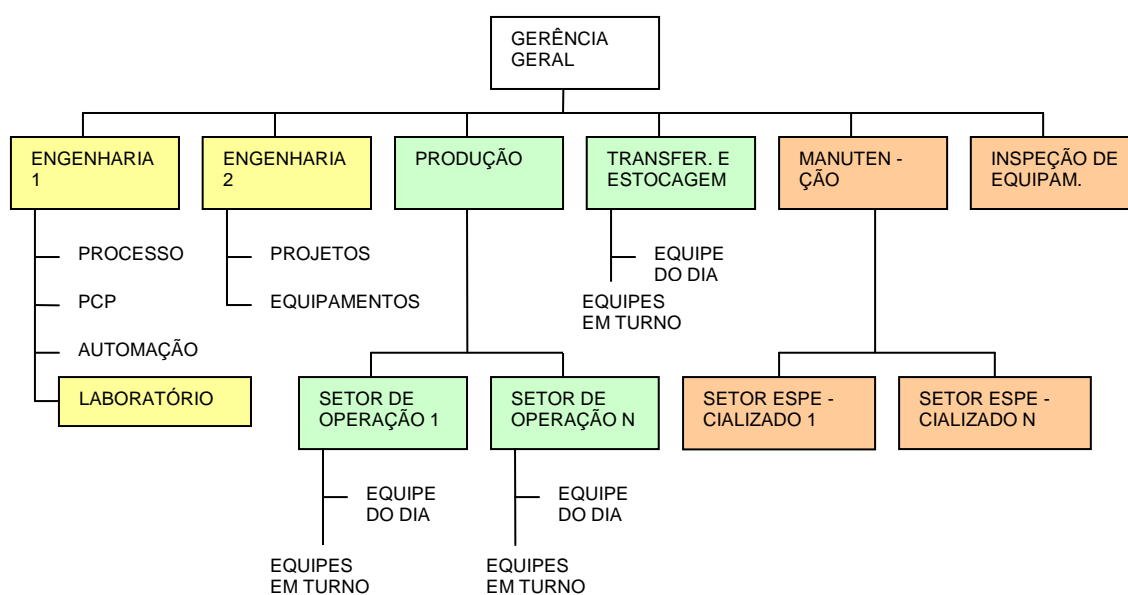 GERÊNCIA
GERAL
ENGENHARIA
1
ENGENHARIA
2
PRODUÇÃO
TRANSFER. E
ESTOCAGEM
MANUTEN -
ÇÃO
INSPEÇÃO DE
EQUIPAM.
PROCESSO
PCP
AUTOMAÇÃO
LABORATÓRIO
PROJETOS
EQUIPAMENTOS
EQUIPE
DO DIA
EQUIPES
EM TURNO
SETOR DE
OPERAÇÃO 1
SETOR DE
OPERAÇÃO N
SETOR ESPE -
CIALIZADO 1
SETOR ESPE -
CIALIZADO N
EQUIPE
DO DIA
EQUIPES
EM TURNO
EQUIPE
DO DIA
EQUIPES
EM TURNO